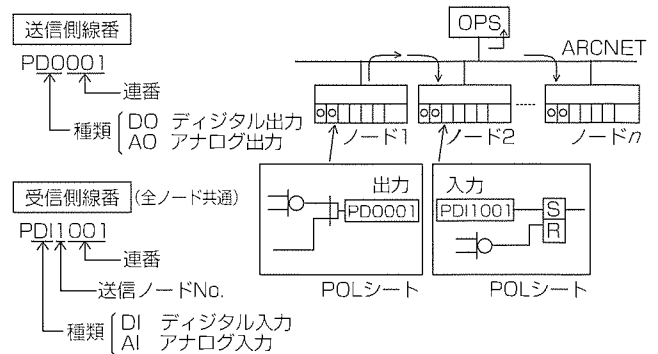 送信側線番
PDO001
連番
種類 DO ディジタル出力
AO アナログ出力
受信側線番 (全ノード共通)
PDI1001
連番
送信ノードNo.
種類 DI ディジタル入力
AI アナログ入力
OPS
ARCNET
ノード1
ノード2
ノードn
出力
PDO001
POLシート
入力
PDI1001
S
R
POLシート